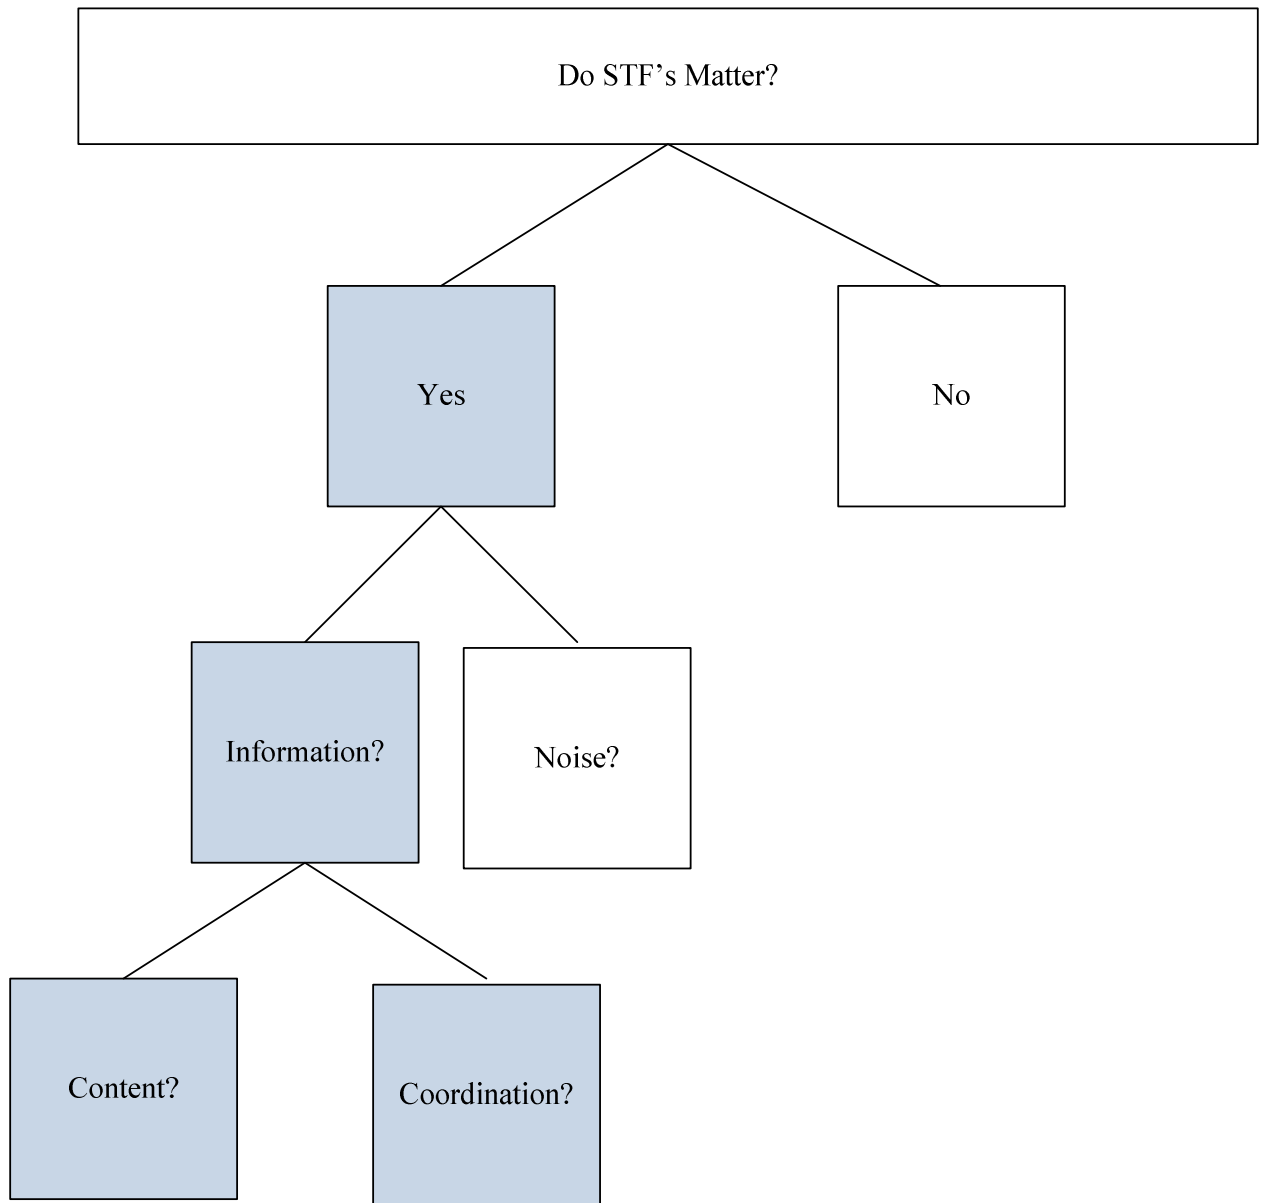 Do STF’s Matter?
Yes
No
Information?
Noise?
Content?
Coordination?